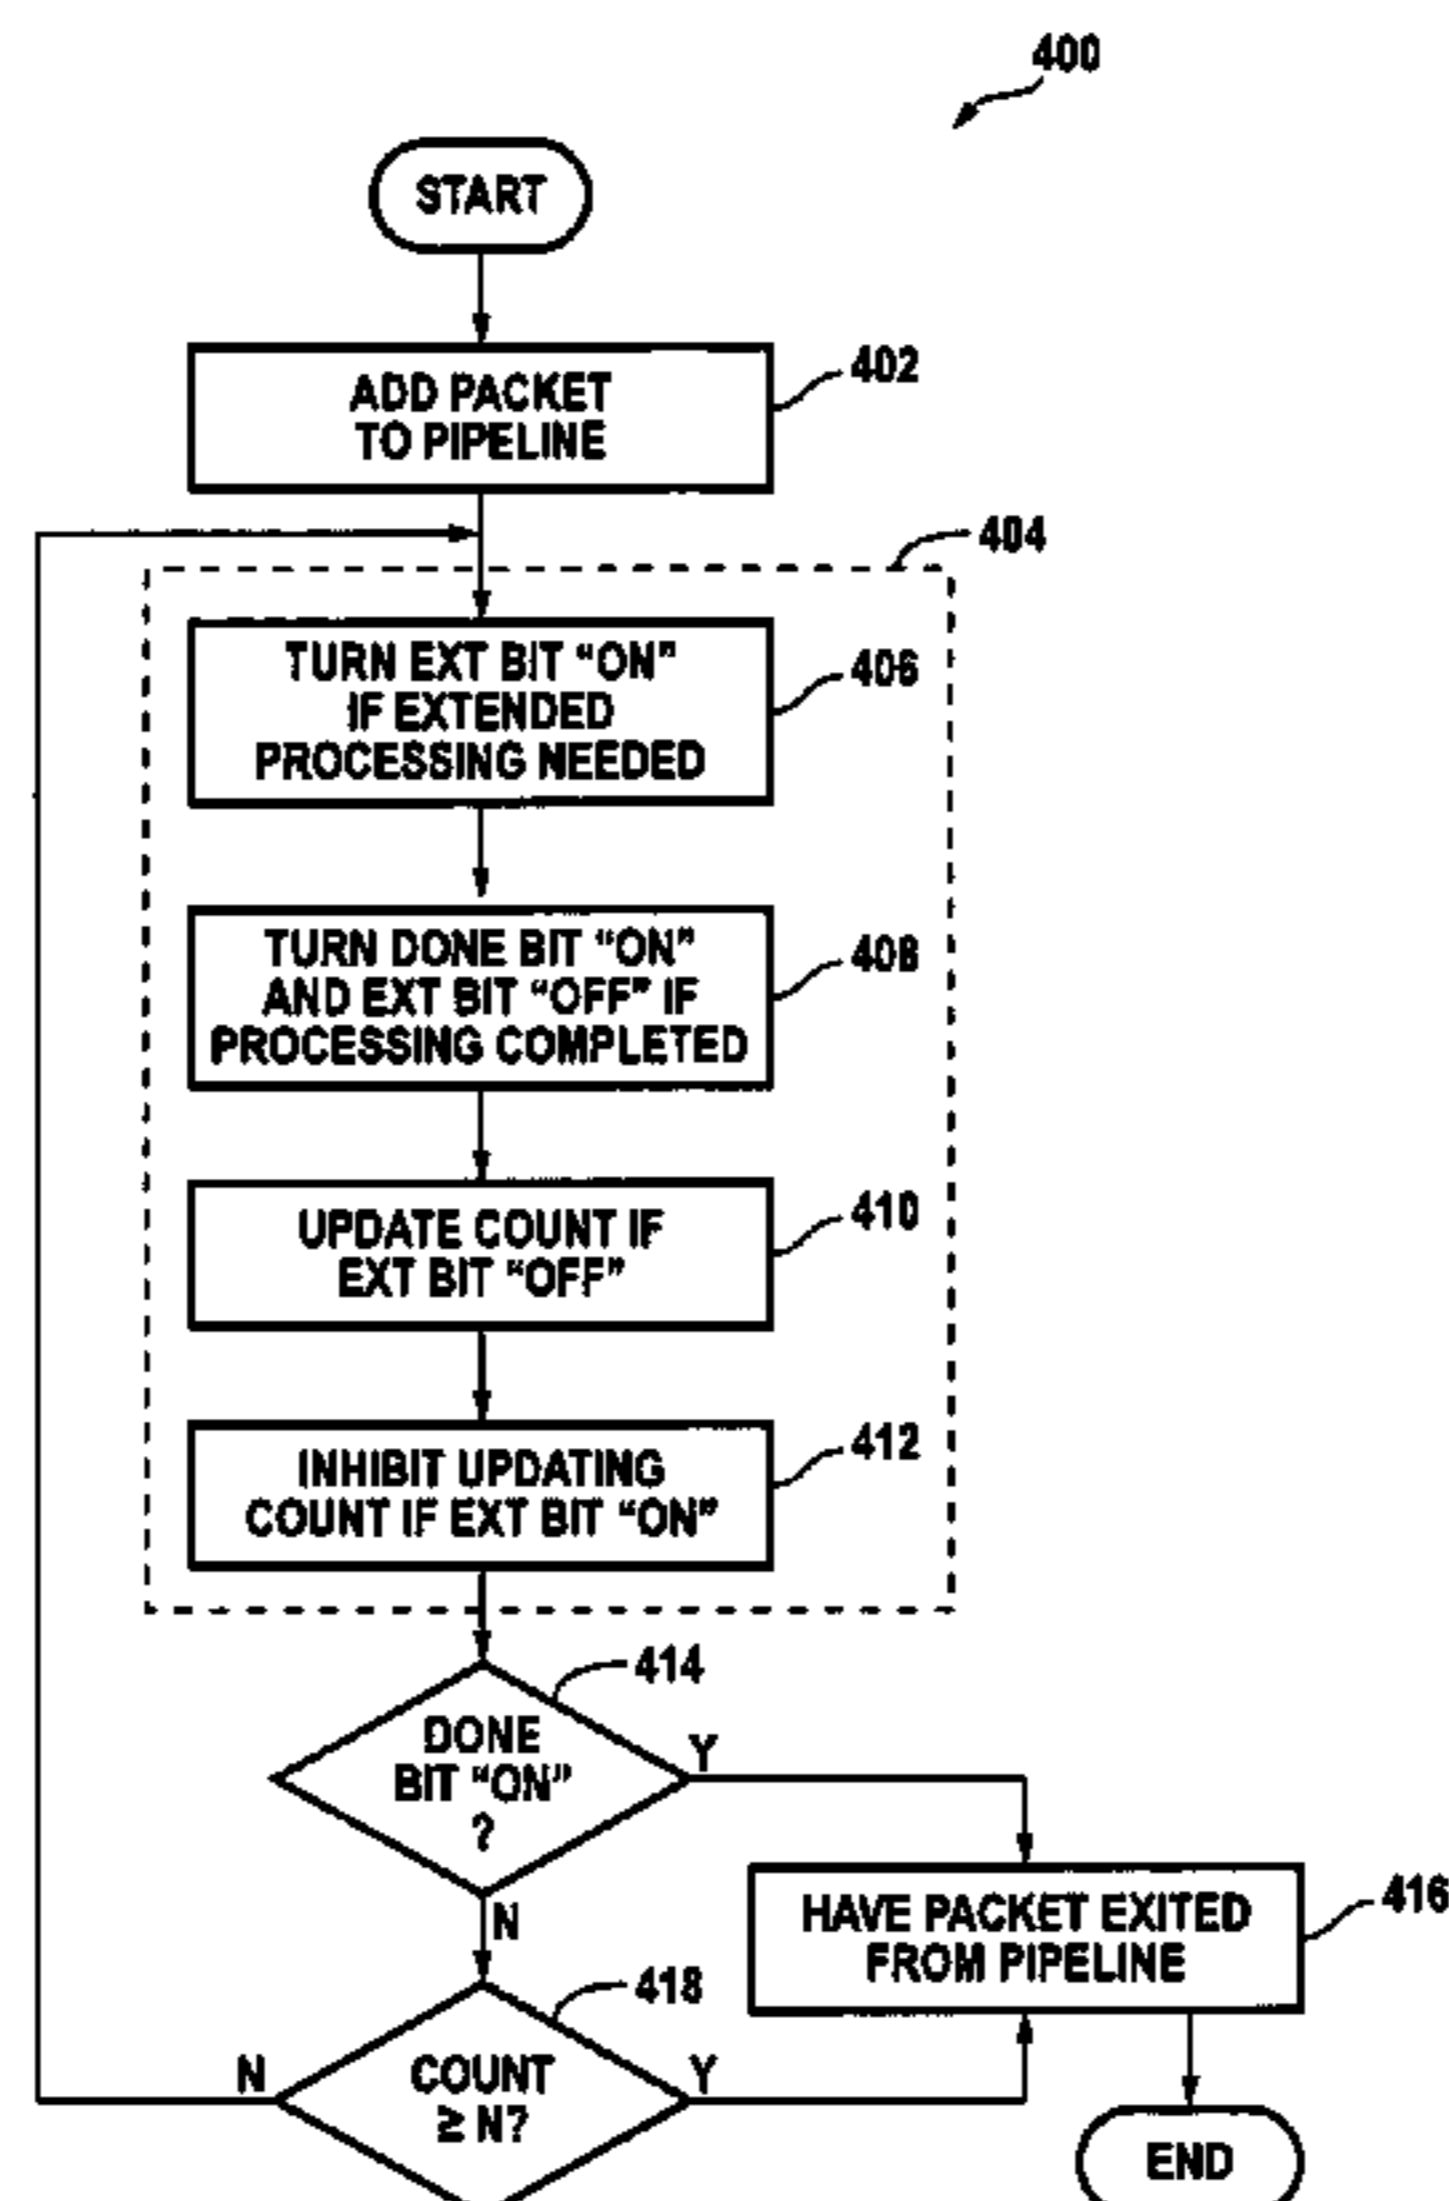 400
START
ADD PACKET
TO PIPELINE
402
404
TURN EXT BIT “ON”
IF EXTENDED
PROCESSING NEEDED
406
TURN DONE BIT “ON”
AND EXT BIT “OFF” IF
PROCESSING COMPLETED
408
UPDATE COUNT IF
EXT BIT “OFF”
410
INHIBIT UPDATING
COUNT IF EXT BIT “ON”
412
414
DONE
BIT “ON”
?
Y
N
HAVE PACKET EXITED
FROM PIPELINE
416
418
COUNT
≥ N?
N
Y
END